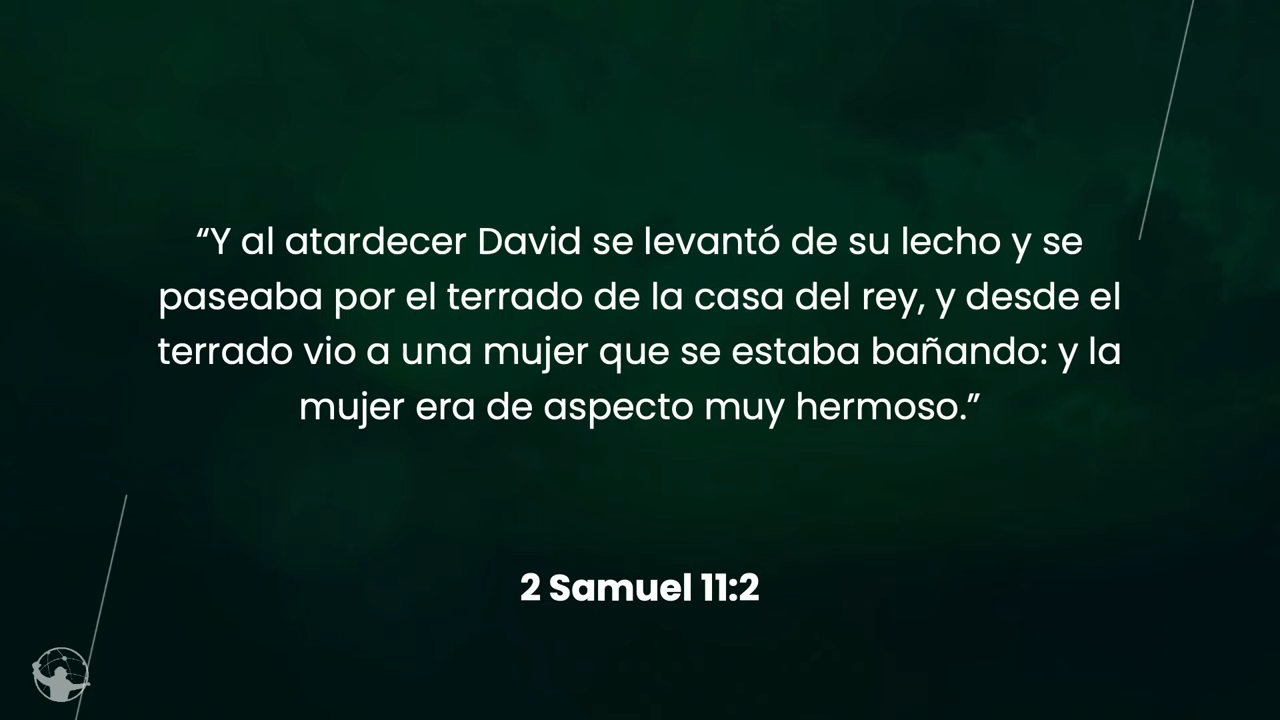 “Y al atardecer David se levantó de su lecho y se
paseaba por el terrado de la casa del rey, y desde el
terrado vio a una mujer que se estaba bañando: y la
mujer era de aspecto muy hermoso.”
2 Samuel 11:2